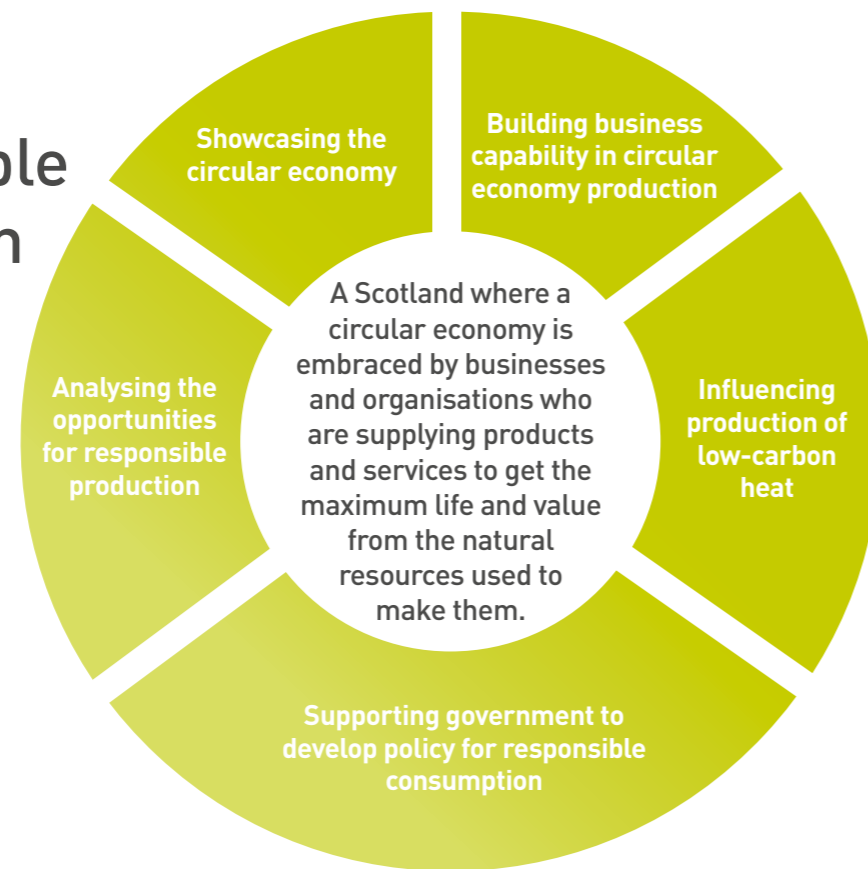 ple
n
Showcasing the
circular economy
Building business
capability in circular
economy production
Influencing
production of
low-carbon
heat
Supporting government to
develop policy for responsible
consumption
Analysing the
opportunities
for responsible
production
A Scotland where a
circular economy is
embraced by businesses
and organisations who
are supplying products
and services to get the
maximum life and value
from the natural
resources used to
make them.